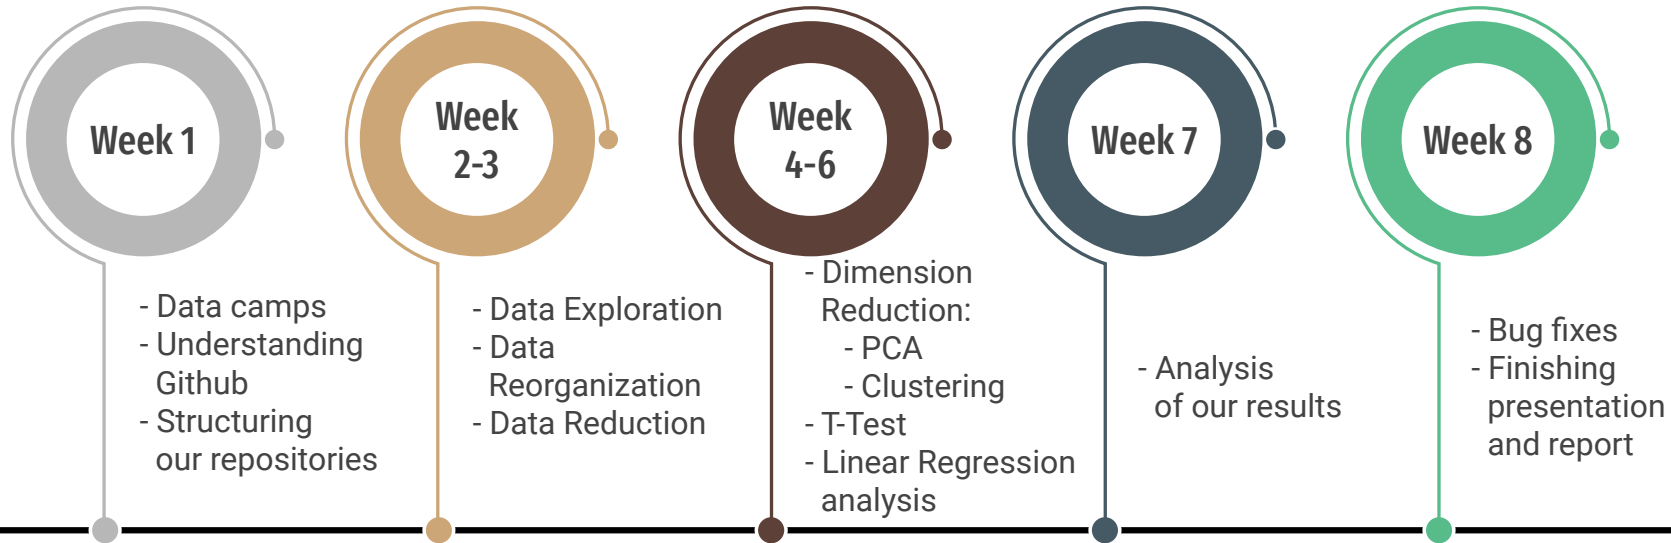 Week 1
- Data camps
- Understanding
Github
- Structuring
our repositories
Week
2-3
- Data Exploration
- Data
Reorganization
- Data Reduction
Week
4-6
- Dimension
Reduction:
- PCA
- Clustering
- T-Test
- Linear Regression
analysis
Week 7
- Analysis
of our results
Week 8
- Bug fixes
- Finishing
presentation
and report